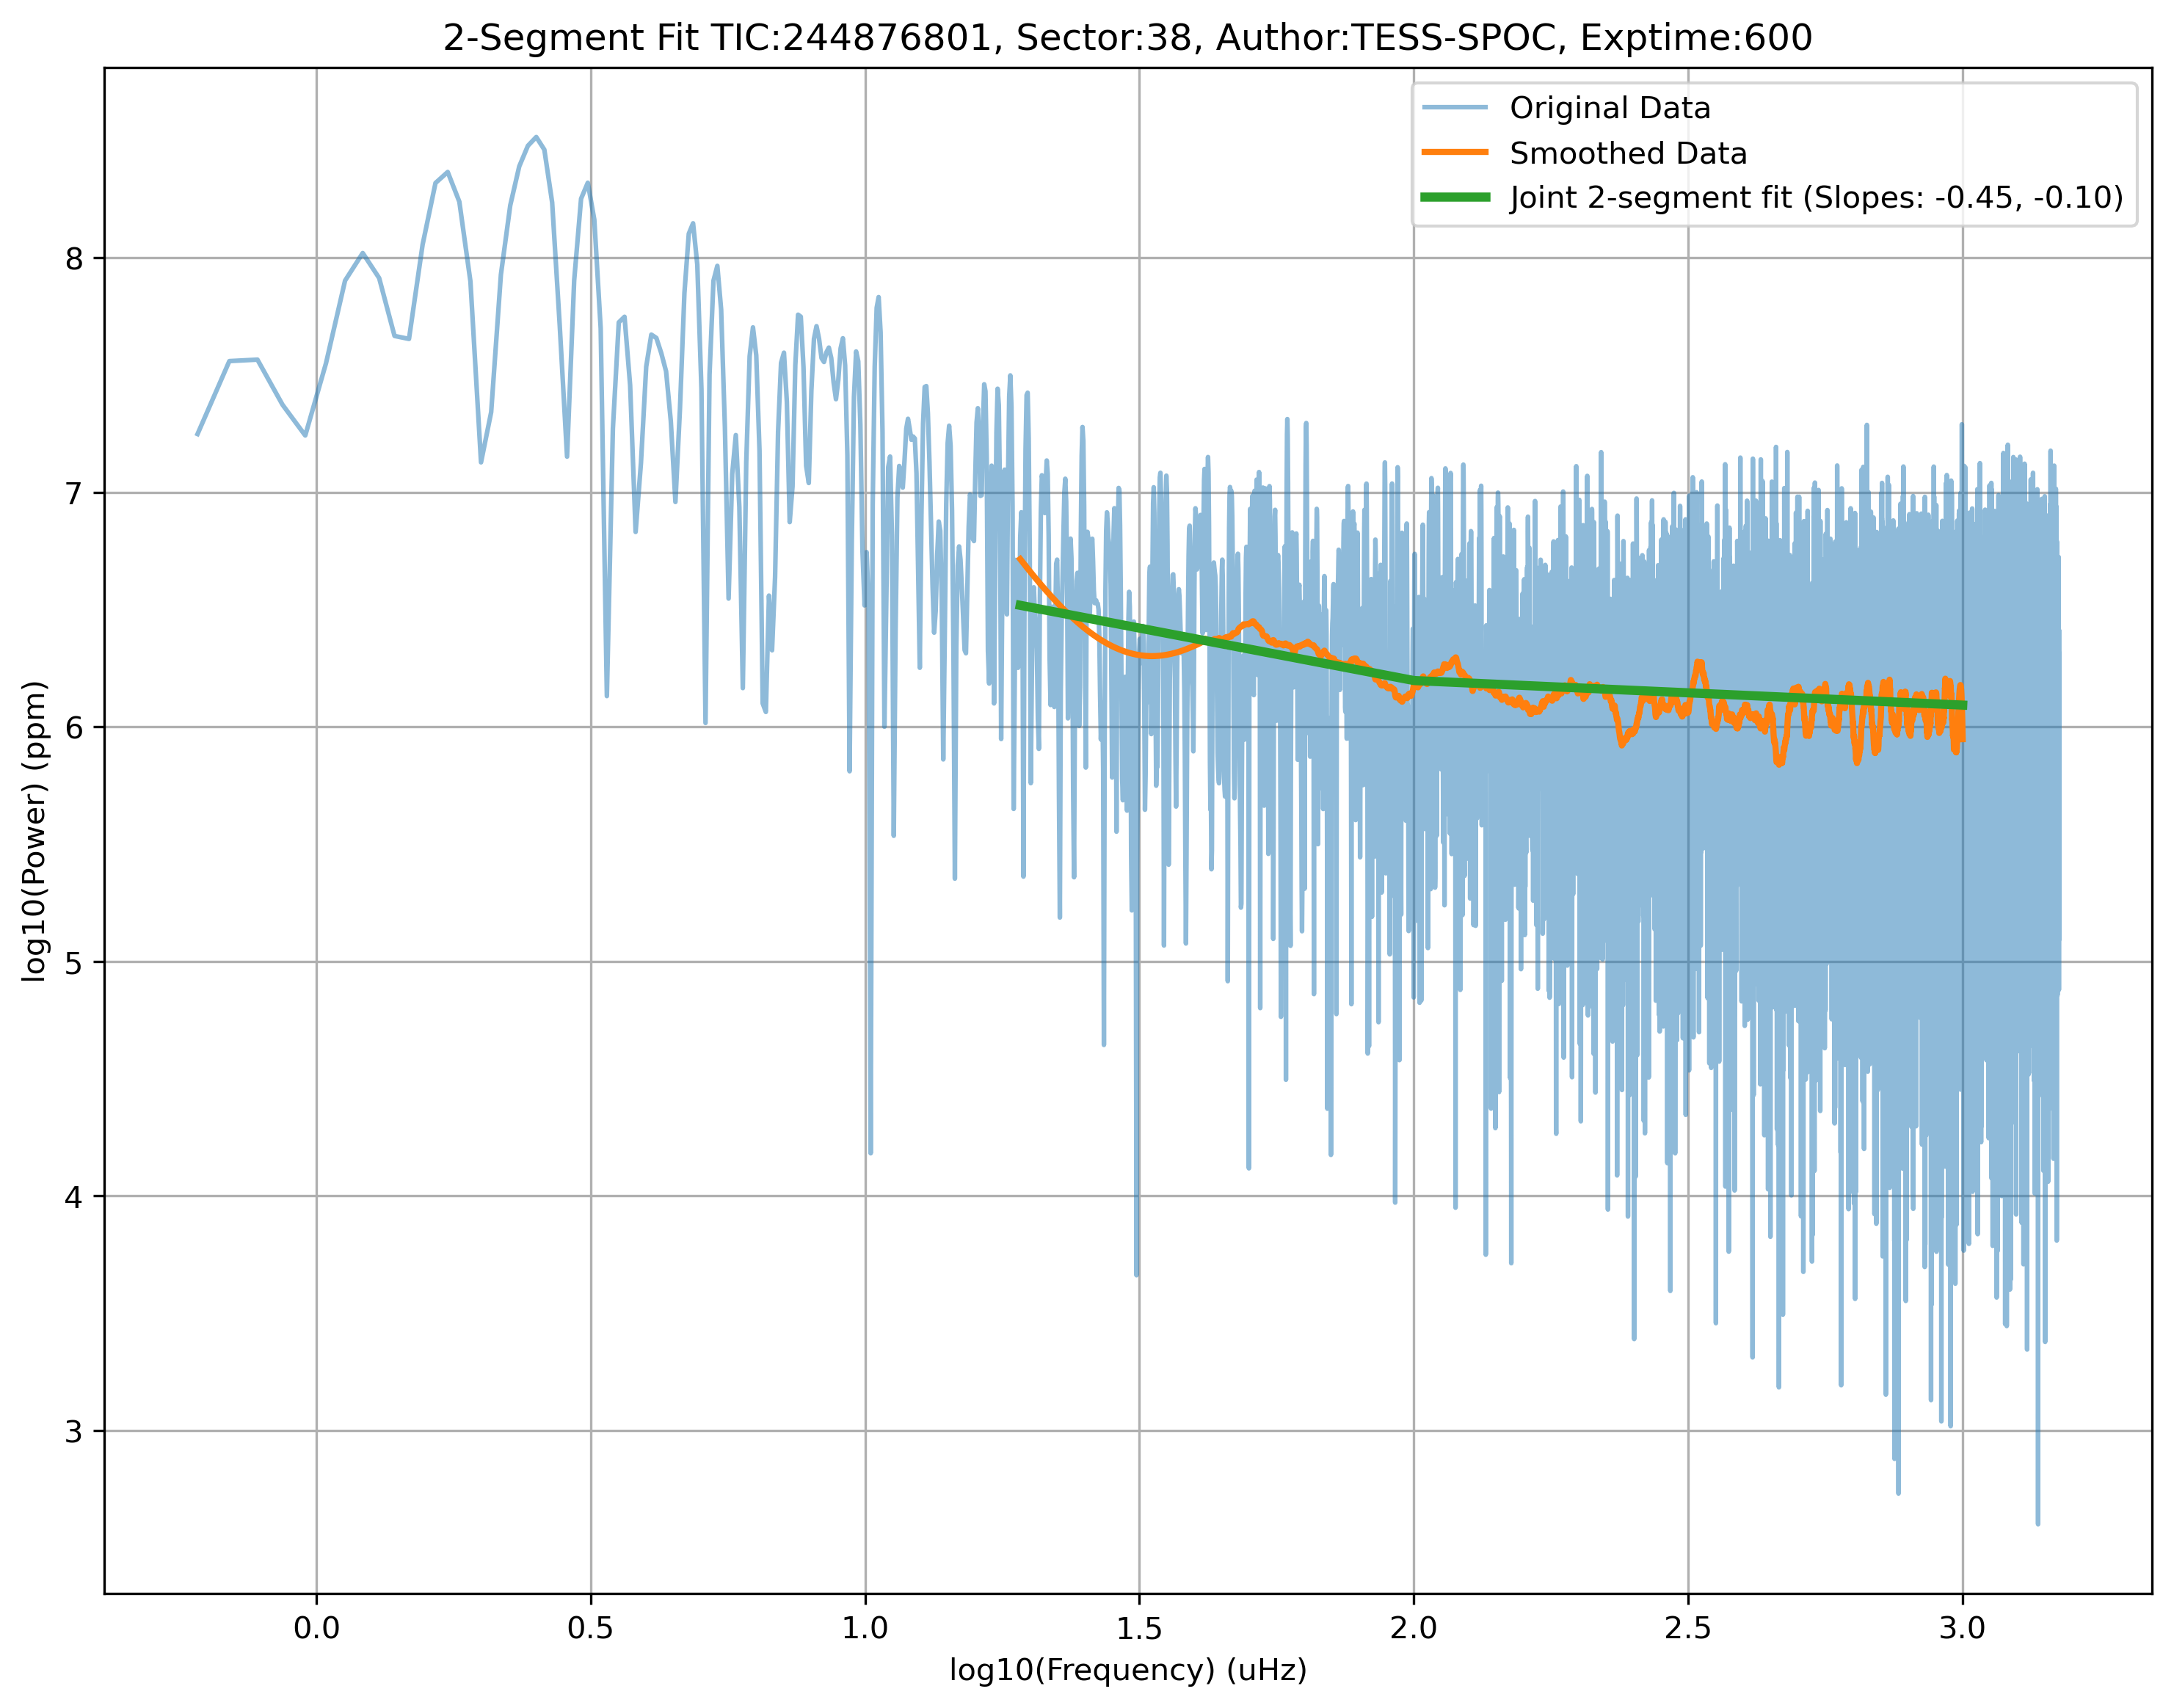 2-Segment Fit TIC:244876801, Sector:38, Author:TESS-SPOC, Exptime:600
Original Data
Smoothed Data
Joint 2-segment fit (Slopes: -0.45, -0.10)
log10(Power) (ppm)
8
7
6
5
4
3
0.0 0.5 1.0 1.5 2.0 2.5 3.0
log10(Frequency) (uHz)